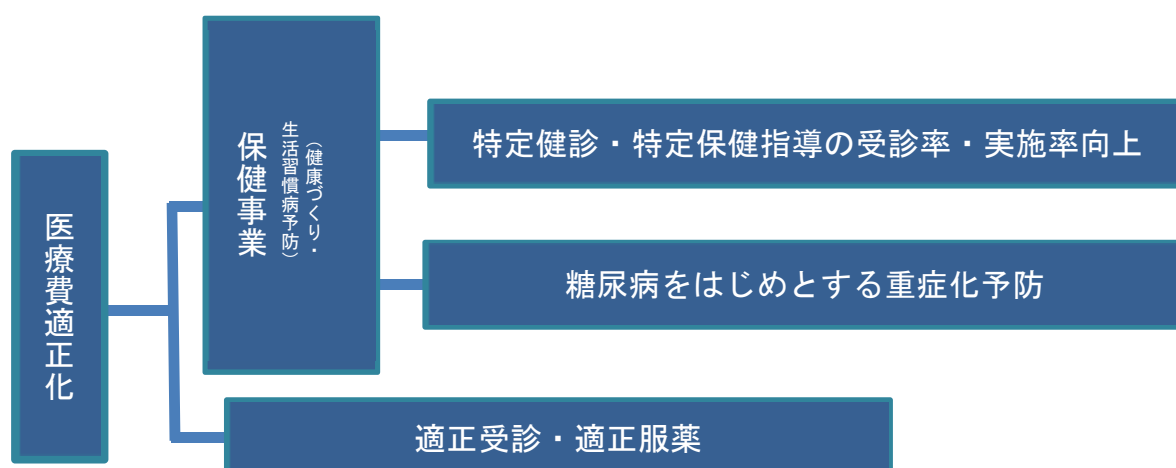 医療費適正化
保健事業
（健康づくり・
生活習慣病予防）
特定健診・特定保健指導の受診率・実施率向上
糖尿病をはじめとする重症化予防
適正受診・適正服薬